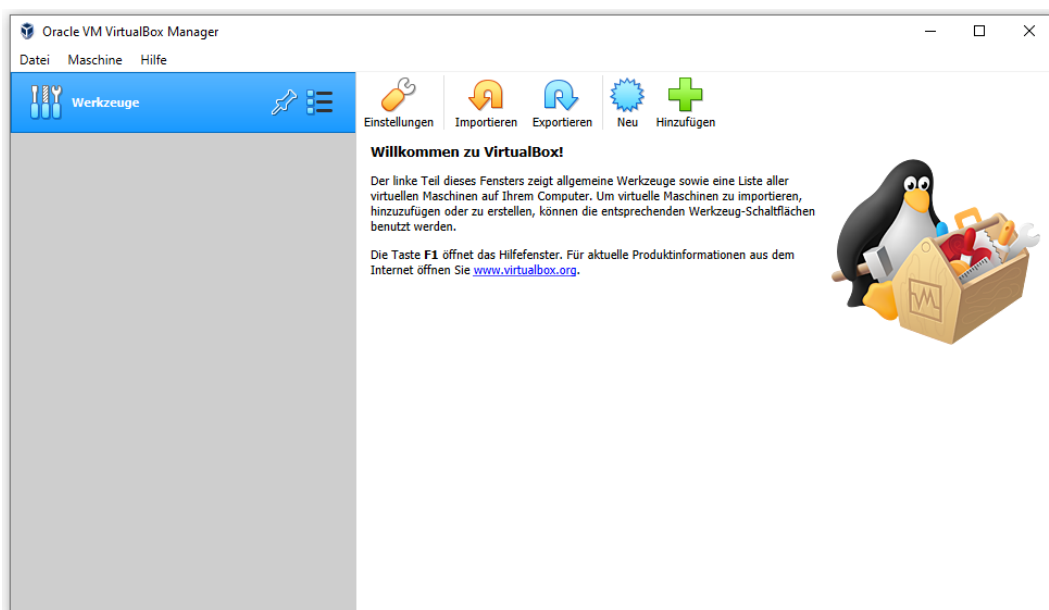 Oracle VM VirtualBox Manager
Datei Maschine Hilfe
Werkzeuge
Einstellungen Importieren Exportieren Neu Hinzufügen
Willkommen zu VirtualBox!
Der linke Teil dieses Fensters zeigt allgemeine Werkzeuge sowie eine Liste aller
virtuellen Maschinen auf Ihrem Computer. Um virtuelle Maschinen zu importieren,
hinzuzufügen oder zu erstellen, können die entsprechenden Werkzeug-Schaltflächen
benutzt werden.
Die Taste F1 öffnet das Hilfefenster. Für aktuelle Produktinformationen aus dem
Internet öffnen Sie www.virtualbox.org.